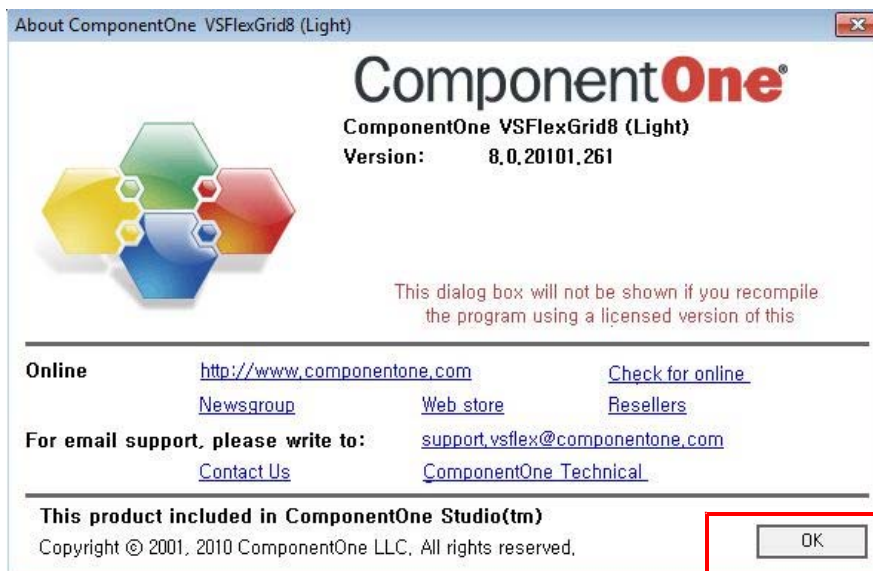 About ComponentOne VSFlexGrid8 (Light)
ComponentOne®
ComponentOne VSFlexGrid8 (Light)
Version: 8.0.20101.261
This dialog box will not be shown if you recompile
the program using a licensed version of this
Online http://www.componentone.com Check for online
Newsgroup Web store Resellers
For email support, please write to: support.vsflex@componentone.com
Contact Us ComponentOne Technical
This product included in ComponentOne Studio(tm)
Copyright © 2001, 2010 ComponentOne LLC. All rights reserved.
OK